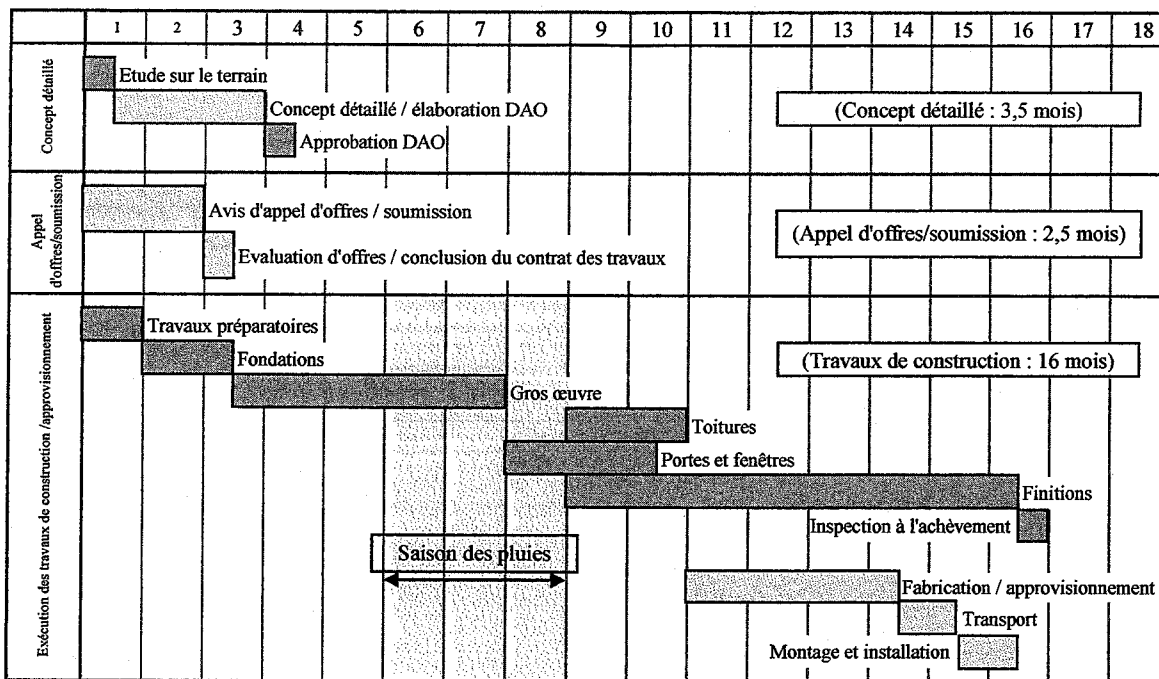 1 2 3 4 5 6 7 8 9 10 11 12 13 14 15 16 17 18
Concept détaillé
Etude sur le terrain
Concept détaillé / élaboration DAO
(Concept détaillé : 3,5 mois)
Approbation DAO
Appel
d'offres/soumission
Avis d'appel d'offres / soumission
(Appel d'offres/soumission : 2,5 mois)
Evaluation d'offres / conclusion du contrat des travaux
Exécution des travaux de construction /approvisionnement
Travaux préparatoires
Fondations
(Travaux de construction : 16 mois)
Gros œuvre
Toitures
Portes et fenêtres
Finitions
Inspection à l'achèvement
Saison des pluies
Fabrication / approvisionnement
Transport
Montage et installation